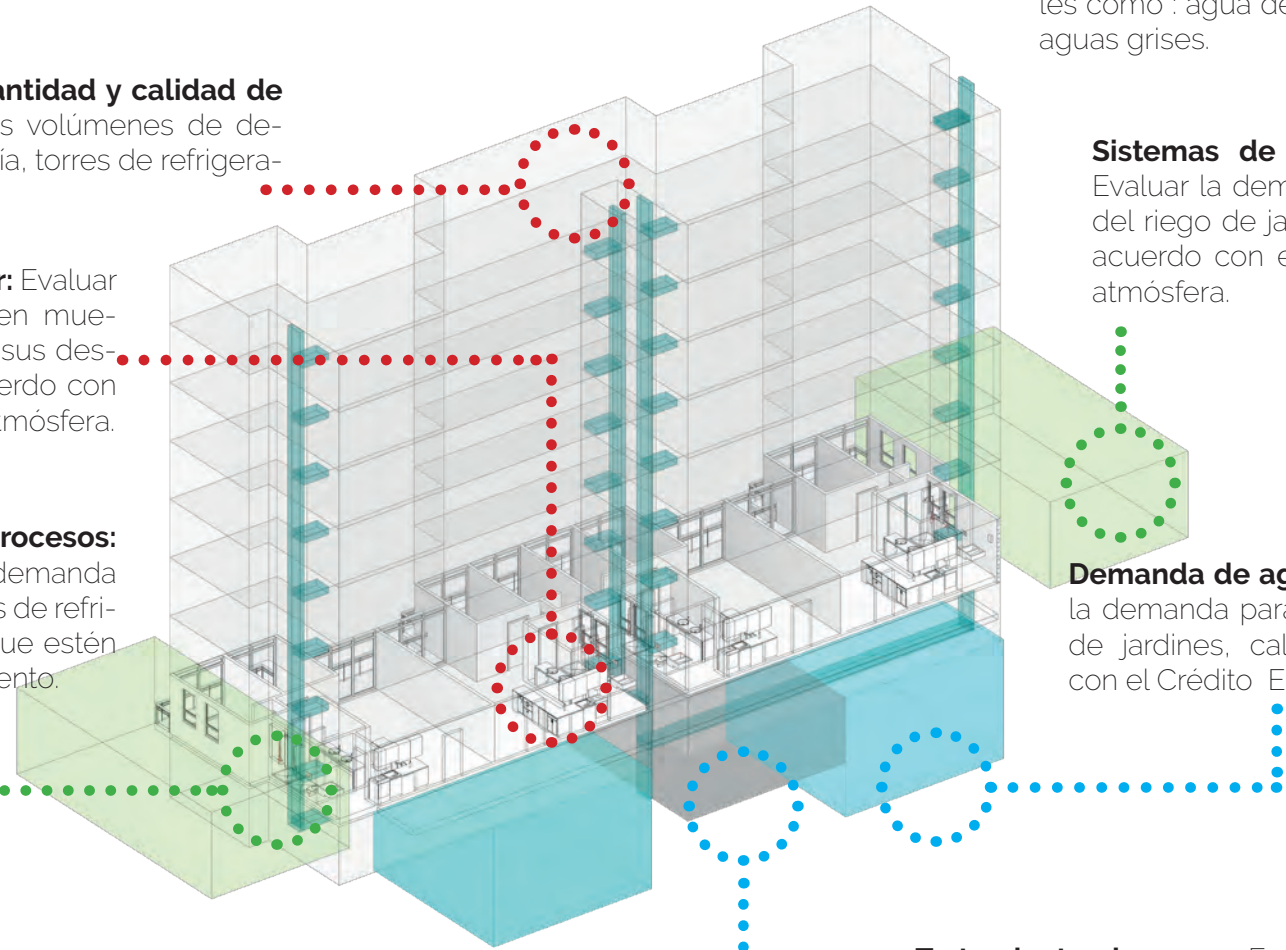 antidad y calidad de
s volúmenes de de-
ía, torres de refrigera-
r: Evaluar
en mue-
sus des-
erdo con
tmósfera.
rocesos:
demanda
s de refri-
ue estén
ento.
les como : agua de
aguas grises.
Sistemas de
Evaluar la dem
del riego de ja
acuerdo con e
atmósfera.
Demanda de ag
la demanda para
de jardines, cal
con el Crédito E